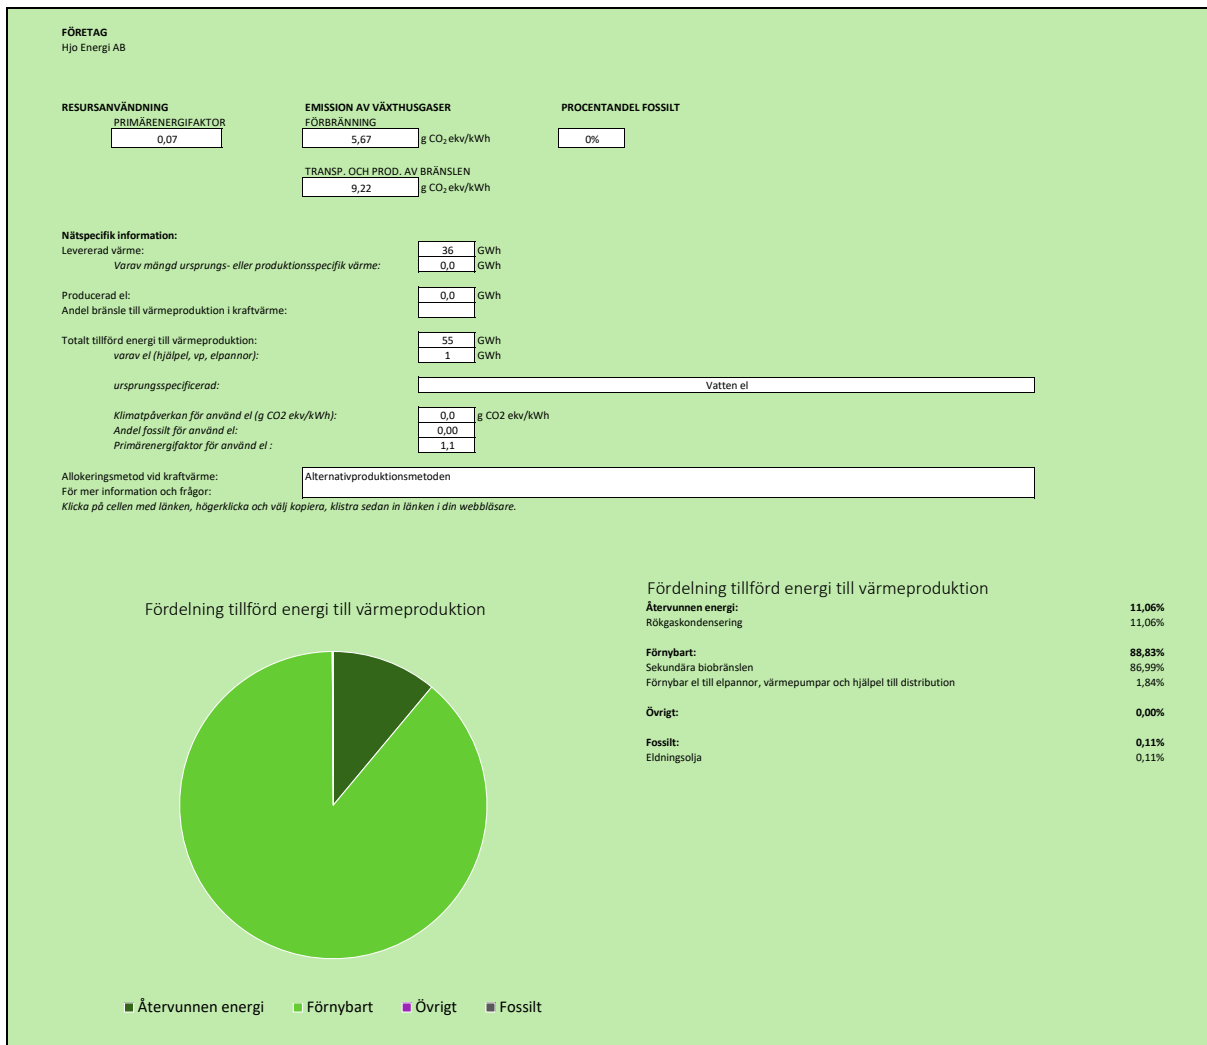 FÖRETAG
Hjo Energi AB
RESURSANVÄNDNING EMISSION AV VÄXTHUSGASER PROCENTANDEL FOSSILT
PRIMÄRENERGIFAKTOR FÖRBRÄNNING
0,07 5,67 g CO₂ ekv/kWh 0%
TRANSP. OCH PROD. AV BRÄNSLEN
9,22 g CO₂ ekv/kWh
Nätspecifik information:
Levererad värme: 36 GWh
Varav mängd ursprungs- eller produktionsspecifik värme: 0,0 GWh
Producerad el: 0,0 GWh
Andel bränsle till värmeproduktion i kraftvärme:
Totalt tillförd energi till värmeproduktion: 55 GWh
varav el (hjälpel, vp, elpannor): 1 GWh
ursprungsspecificerad: Vatten el
Klimatpåverkan för använd el (g CO2 ekv/kWh): 0,0 g CO2 ekv/kWh
Andel fossilt för använd el: 0,00
Primärenergifaktor för använd el : 1,1
Allokeringsmetod vid kraftvärme: Alternativproduktionsmetoden
För mer information och frågor:
Klicka på cellen med länken, högerklicka och välj kopiera, klistra sedan in länken i din webbläsare.
Fördelning tillförd energi till värmeproduktion
Återvunnen energi Förnybart Övrigt Fossilt
Fördelning tillförd energi till värmeproduktion
Återvunnen energi: 11,06%
Rökgaskondensering 11,06%
Förnybart: 88,83%
Sekundära biobränslen 86,99%
Förnybar el till elpannor, värmepumpar och hjälpel till distribution 1,84%
Övrigt: 0,00%
Fossilt: 0,11%
Eldningsolja 0,11%